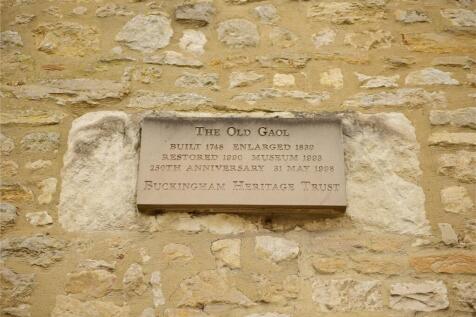 THE OLD GAOL
BUILT 1748 ENLARGED 1839
RESTORED 1990 MUSEUM 1993
250TH ANNIVERSARY 31 MAY 1998
BUCKINGHAM HERITAGE TRUST